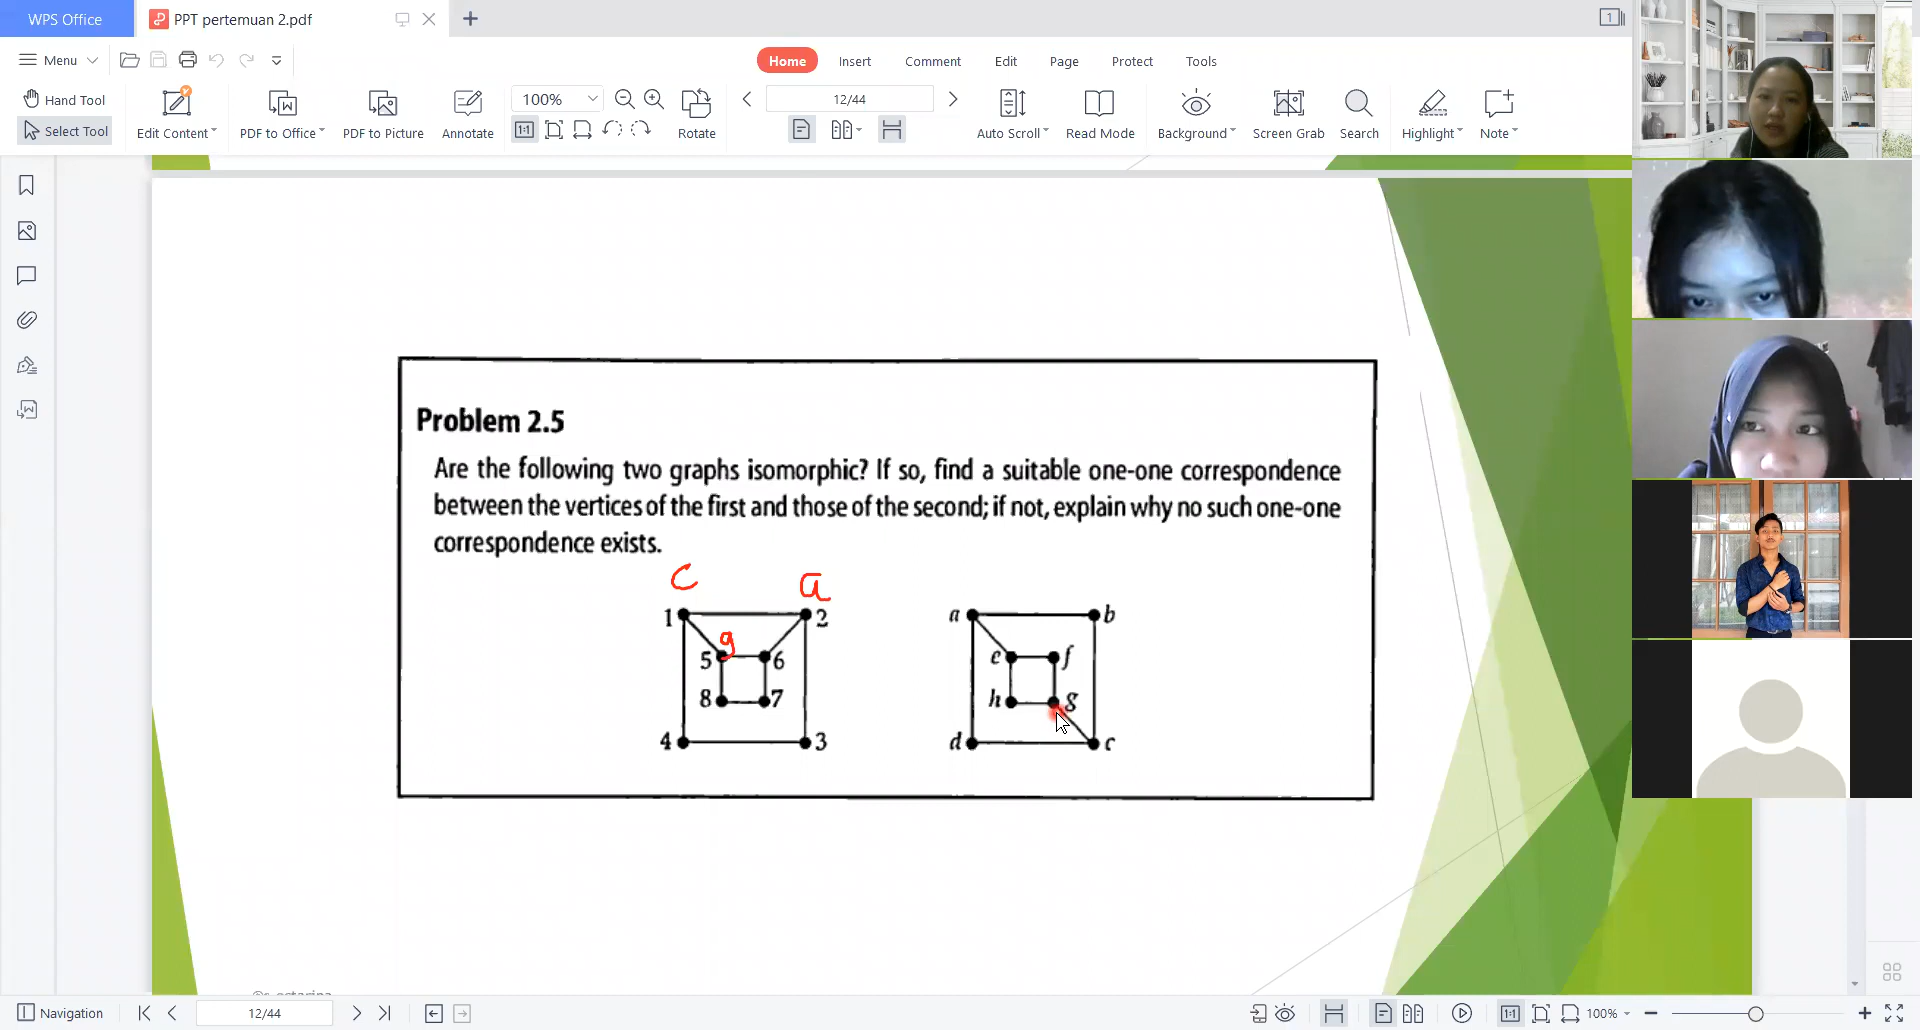 WPS Office PPT pertemuan 2.pdf
Menu Home Insert Comment Edit Page Protect Tools
Hand Tool 100% 12/44
Select Tool Edit Content PDF to Office PDF to Picture Annotate 1:1 Rotate Auto Scroll Read Mode Background Screen Grab Search Highlight Note
Problem 2.5
Are the following two graphs isomorphic? If so, find a suitable one-one correspondence
between the vertices of the first and those of the second; if not, explain why no such one-one
correspondence exists.
c a
1 2 a b
g
5 6 e f
8 7 h g
4 3 d c
Navigation 12/44 1:1 100%